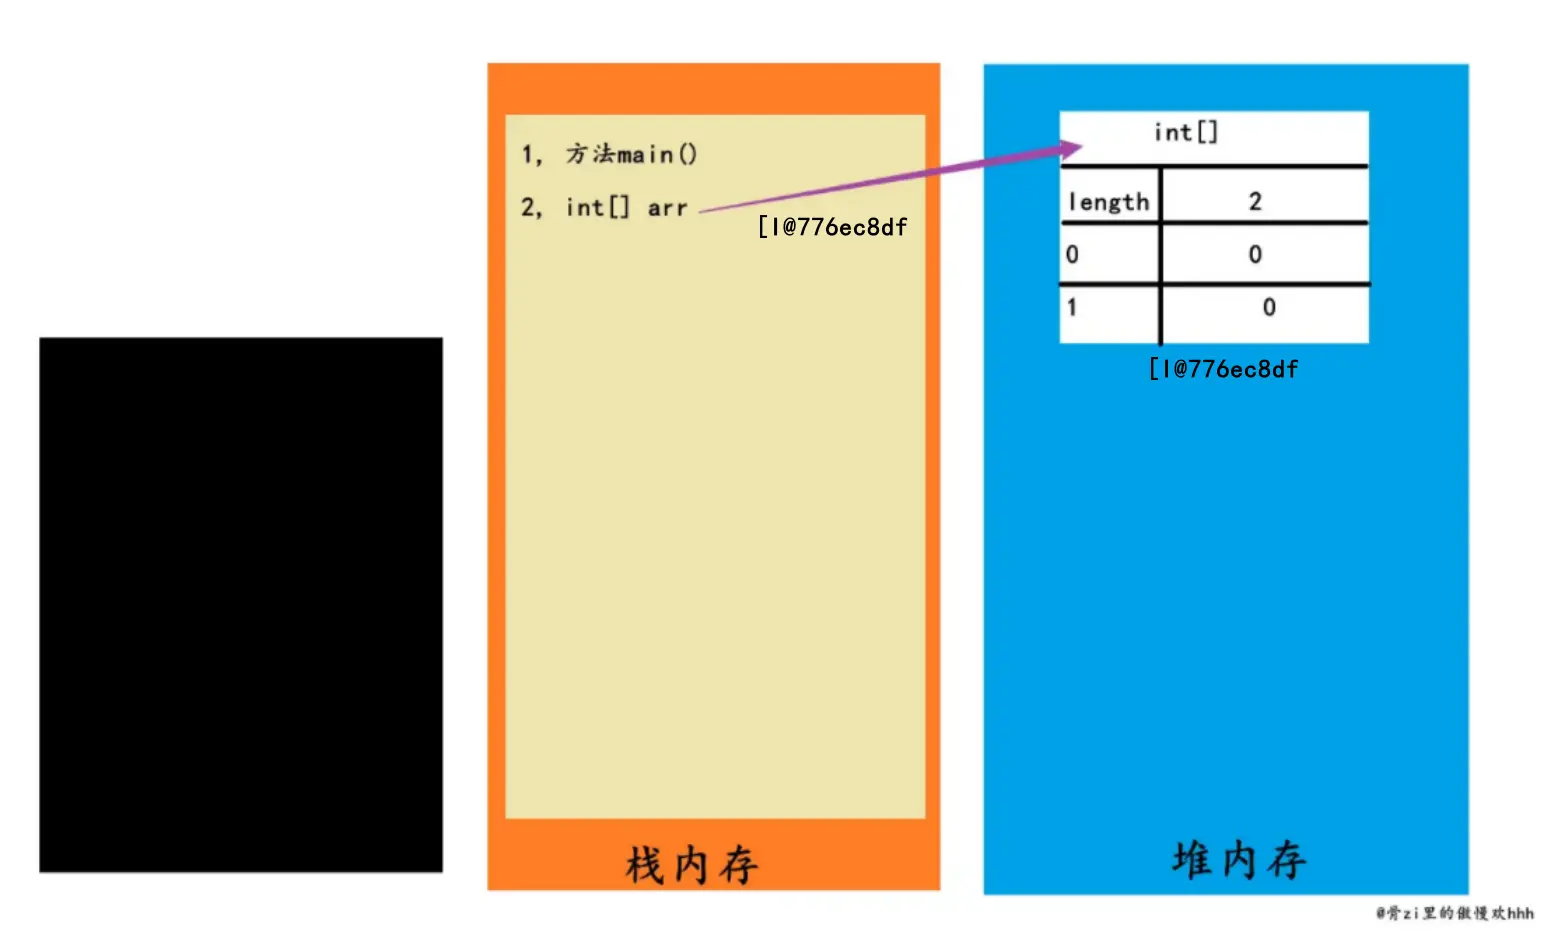 1, 方法main()
2, int[] arr
[I@776ec8df
栈内存
int[]
length 2
0 0
1 0
[I@776ec8df
堆内存
@骨zi里的傲慢欢hhh